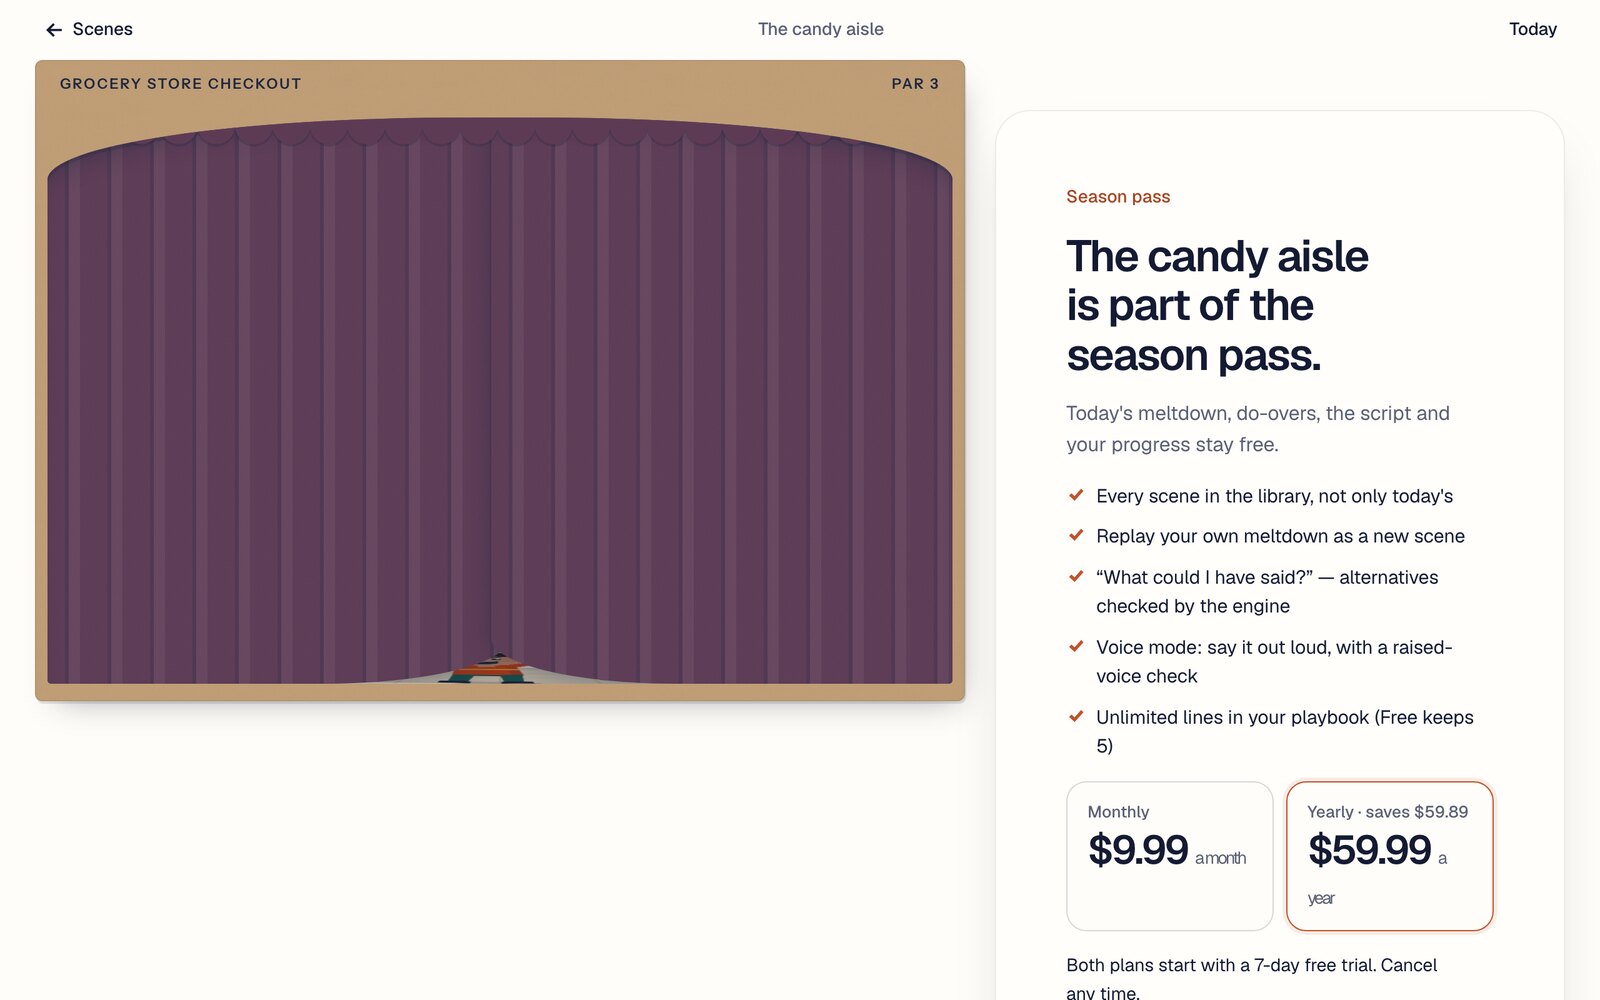 Scenes
The candy aisle
Today
GROCERY STORE CHECKOUT
PAR 3
Season pass
The candy aisle
is part of the
season pass.
Today's meltdown, do-overs, the script and
your progress stay free.
Every scene in the library, not only today's
Replay your own meltdown as a new scene
“What could I have said?” — alternatives
checked by the engine
Voice mode: say it out loud, with a raised-
voice check
Unlimited lines in your playbook (Free keeps
5)
Monthly
$9.99 a month
Yearly · saves $59.89
$59.99 a
year
Both plans start with a 7-day free trial. Cancel
any time.